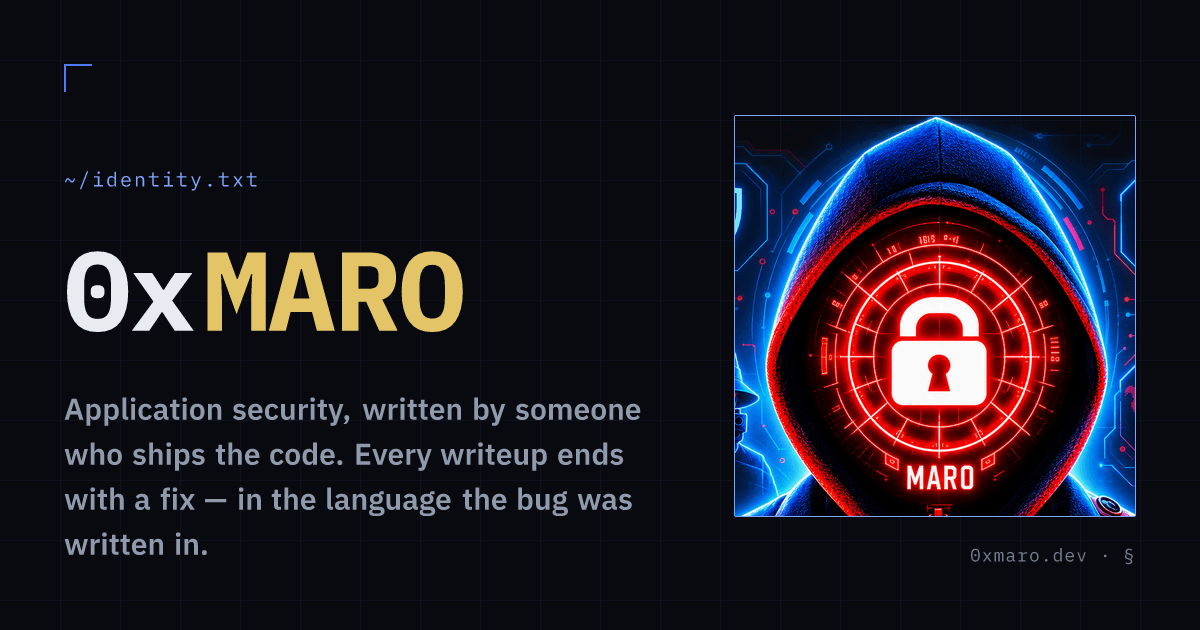 ~/identity.txt
0xMARO
Application security, written by someone
who ships the code. Every writeup ends
with a fix — in the language the bug was
written in.
MARO
0xmaro.dev · §